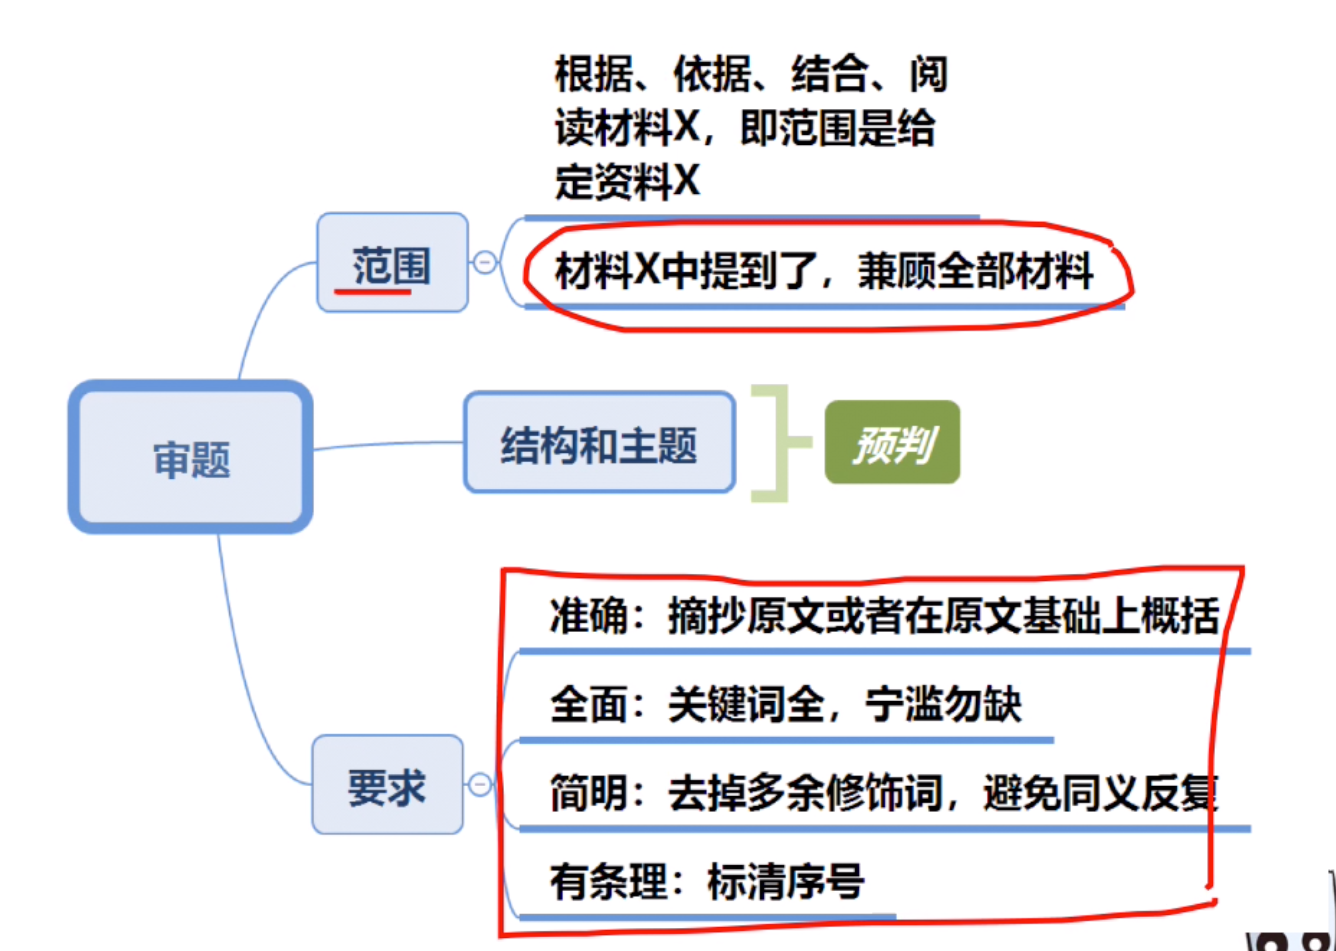 根据、依据、结合、阅
读材料X，即范围是给
定资料X
范围
材料X中提到了，兼顾全部材料
审题
结构和主题
预判
准确：摘抄原文或者在原文基础上概括
全面：关键词全，宁滥勿缺
要求
简明：去掉多余修饰词，避免同义反复
有条理：标清序号